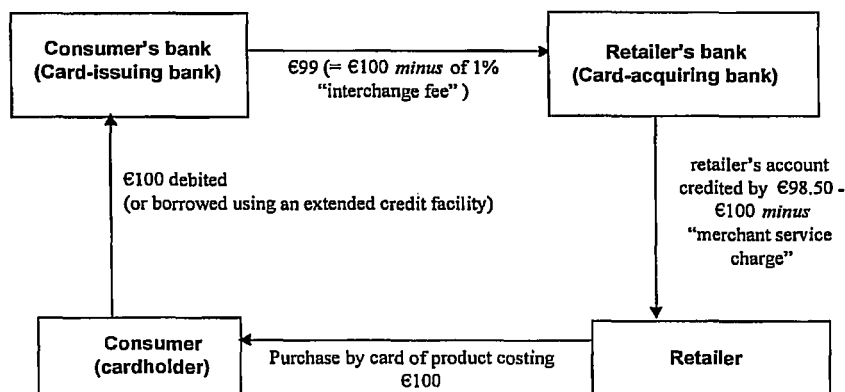 Consumer's bank
(Card-issuing bank)
€99 (= €100 minus of 1%
"interchange fee" )
Retailer's bank
(Card-acquiring bank)
€100 debited
(or borrowed using an extended credit facility)
retailer's account
credited by €98.50 -
€100 minus
"merchant service
charge"
Consumer
(cardholder)
Purchase by card of product costing
€100
Retailer